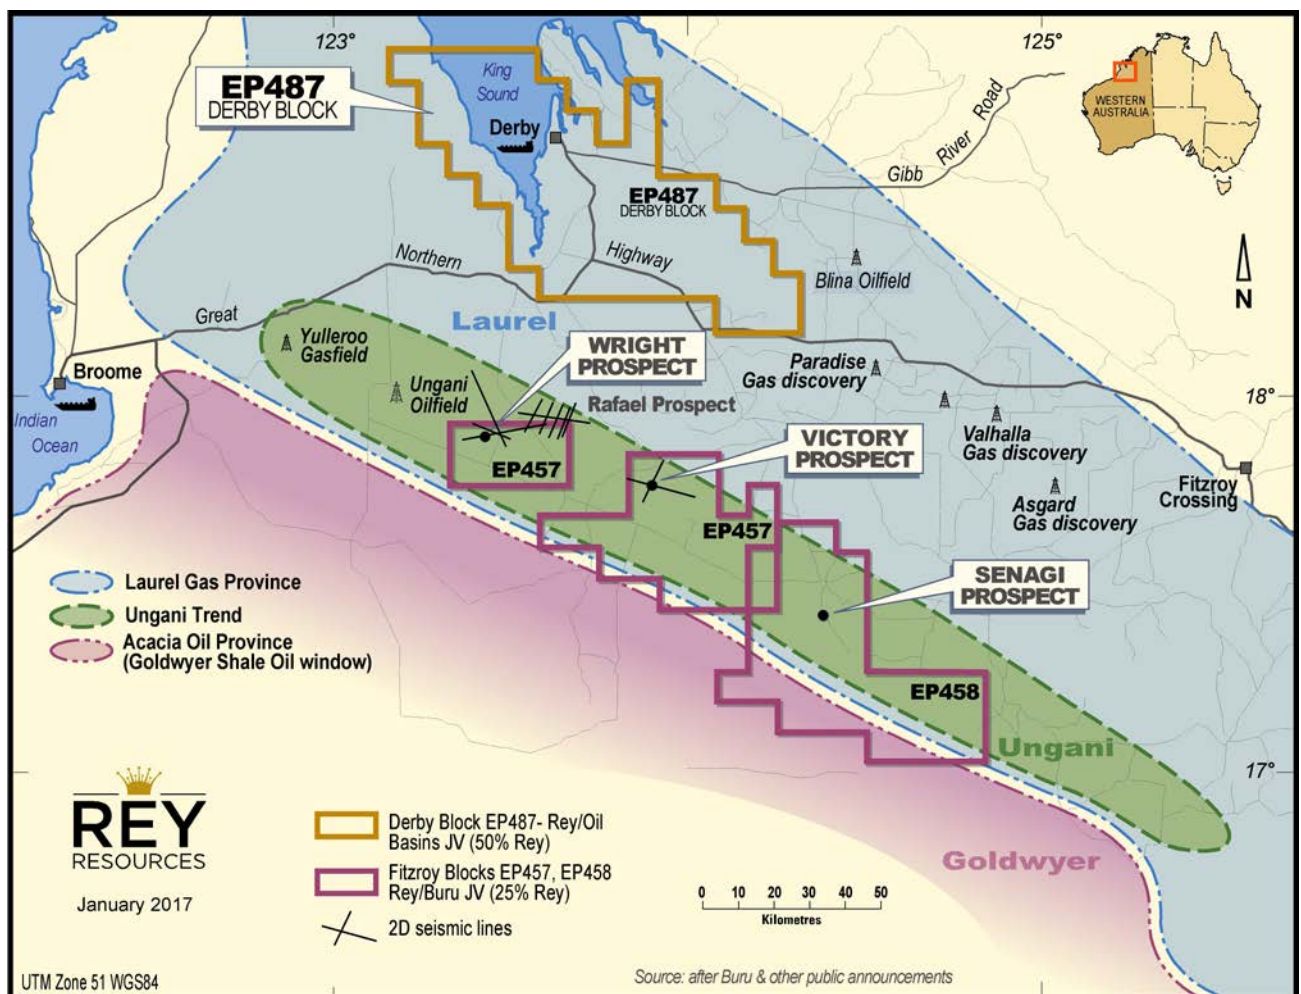 123°
125°
EP487
DERBY BLOCK
King
Sound
Derby
WESTERN
AUSTRALIA
Gibb River Road
EP487
DERBY BLOCK
Northern
Highway
Blina Oilfield
N
Great
Laurel
Yulleroo
Gasfield
WRIGHT
PROSPECT
Paradise
Gas discovery
Broome
Ungani
Oilfield
Rafael Prospect
18°
Indian
Ocean
VICTORY
PROSPECT
Valhalla
Gas discovery
EP457
Fitzroy
Crossing
Asgard
Gas discovery
EP457
SENAGI
PROSPECT
Laurel Gas Province
Ungani Trend
Acacia Oil Province
(Goldwyer Shale Oil window)
EP458
Ungani
17°
REY
RESOURCES
January 2017
Derby Block EP487- Rey/Oil
Basins JV (50% Rey)
Goldwyer
Fitzroy Blocks EP457, EP458
Rey/Buru JV (25% Rey)
0 10 20 30 40 50
Kilometres
2D seismic lines
UTM Zone 51 WGS84
Source: after Buru & other public announcements